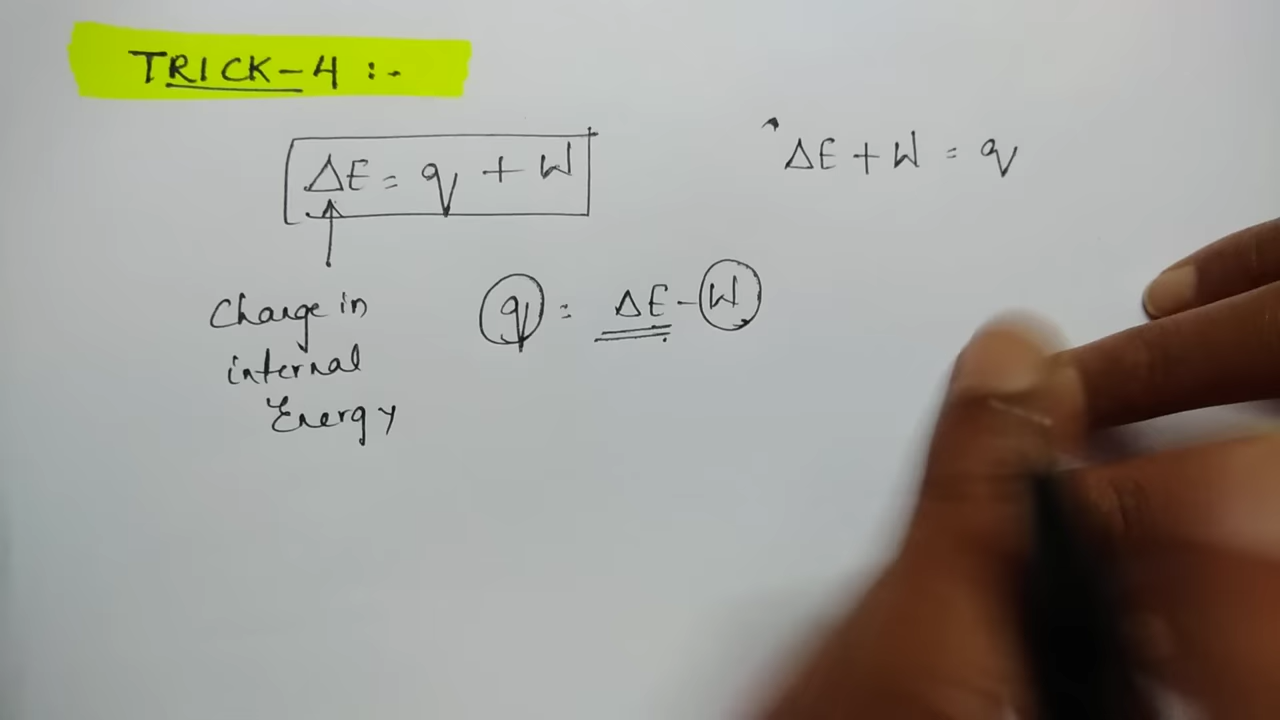 TRICK-4 :-
ΔE = q + W
ΔE + W = q
Change in
internal
Energy
q = ΔE - W